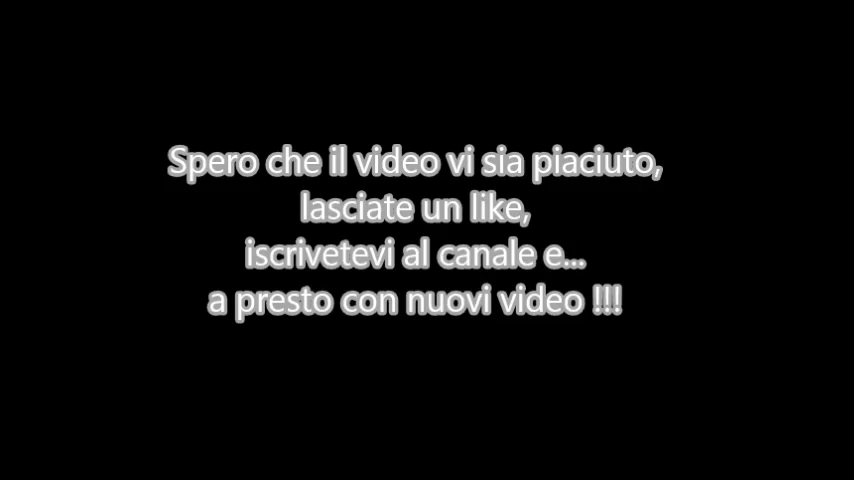 Spero che il video vi sia piaciuto,
lasciate un like,
iscrivetevi al canale e...
a presto con nuovi video !!!